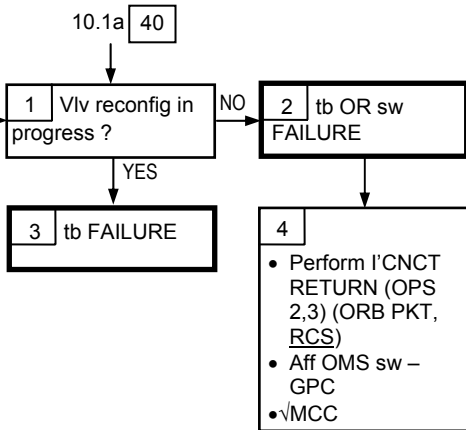 10.1a 40
1 Vlv reconfig in
progress ?
NO
2 tb OR sw
FAILURE
YES
3 tb FAILURE
4
• Perform I'CNCT
RETURN (OPS
2,3) (ORB PKT,
RCS)
• Aff OMS sw –
GPC
•√MCC